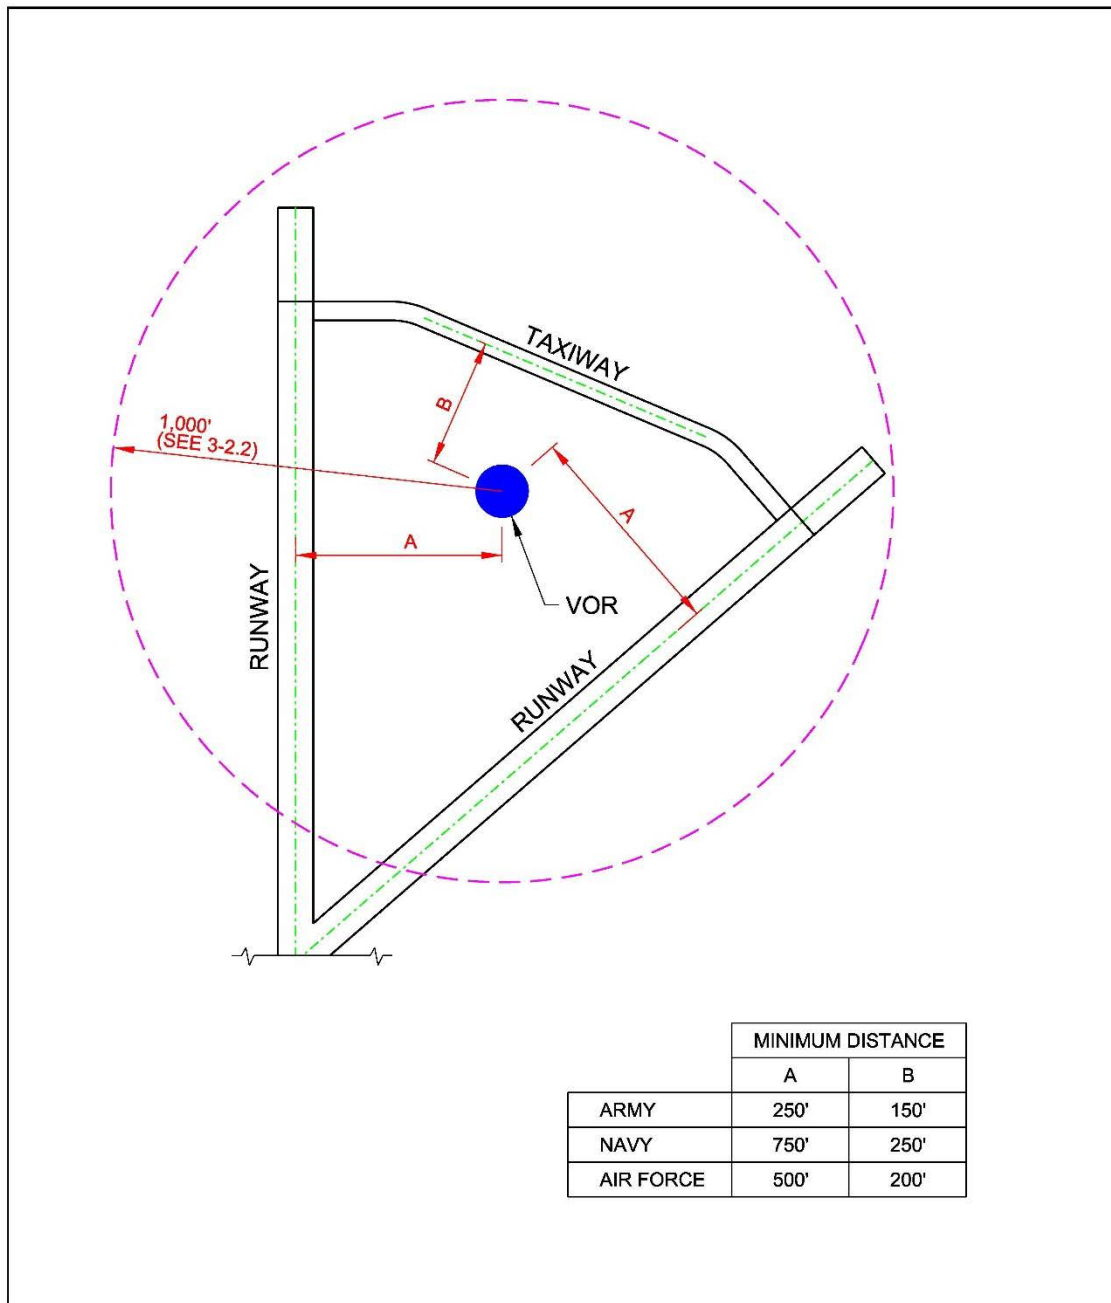 TAXIWAY
B
1,000'
(SEE 3-2.2)
A
A
VOR
RUNWAY
RUNWAY
MINIMUM DISTANCE
A B
ARMY 250' 150'
NAVY 750' 250'
AIR FORCE 500' 200'